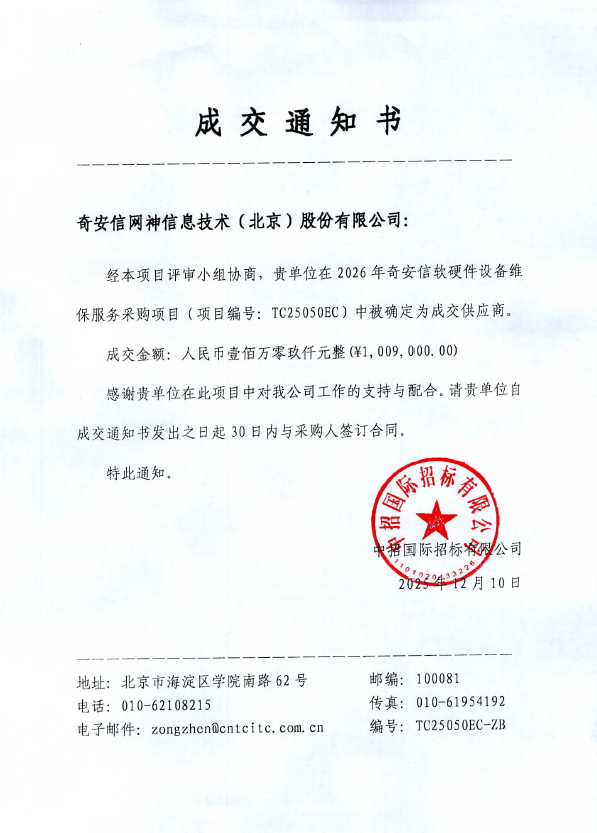 成交通知书
奇安信网神信息技术（北京）股份有限公司：
经本项目评审小组协商，贵单位在2026年奇安信软硬件设备维
保服务采购项目（项目编号：TC25050EC）中被确定为成交供应商。
成交金额：人民币壹佰万零玖仟元整(¥1,009,000.00)
感谢贵单位在此项目中对我公司工作的支持与配合。请贵单位自
成交通知书发出之日起30日内与采购人签订合同。
特此通知。
中招国际招标有限公司
中招国际招标有限公司
2025年12月10日
地址：北京市海淀区学院南路62号
邮编：100081
电话：010-62108215
传真：010-61954192
电子邮件：zongzhen@cntcitc.com.cn
编号：TC25050EC-ZB